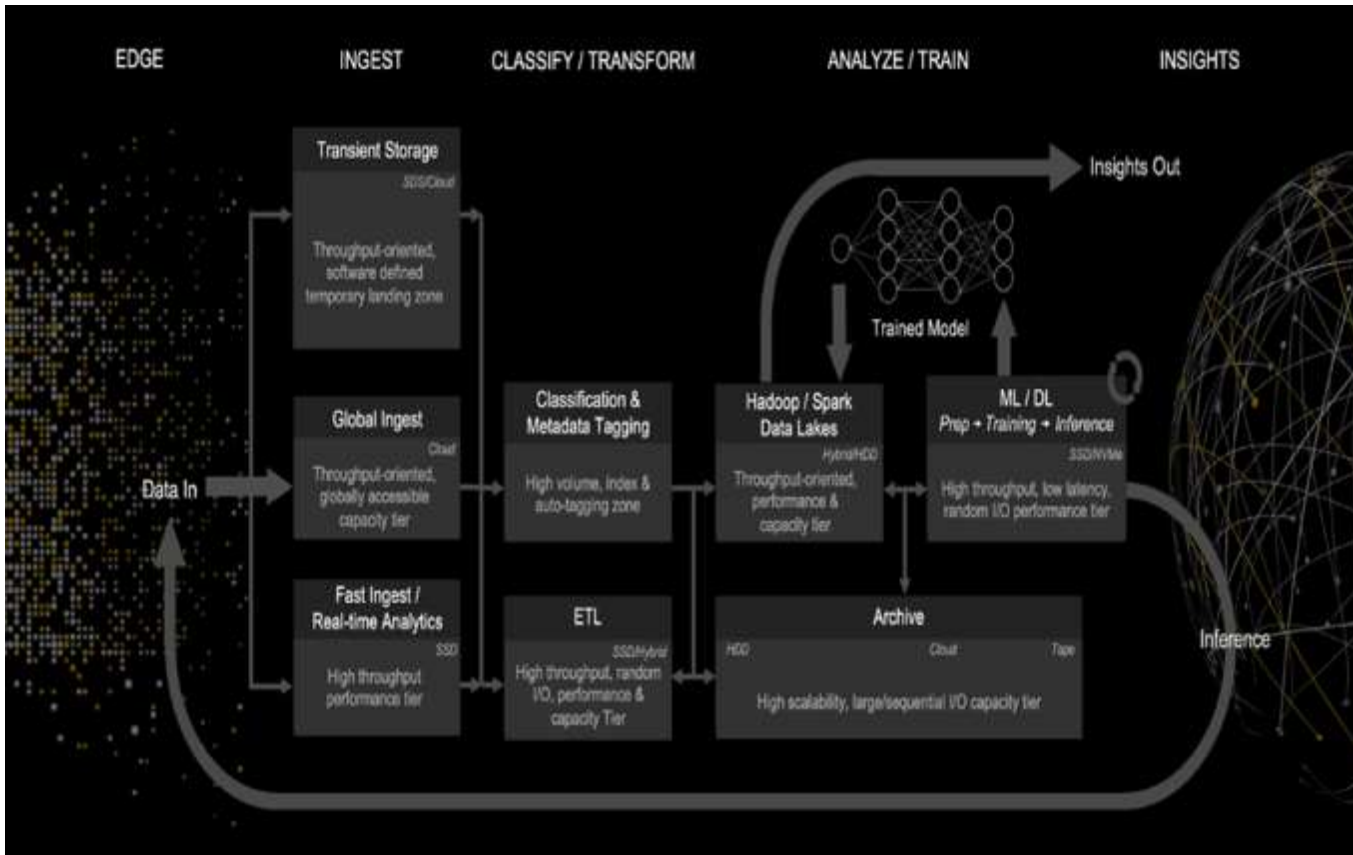 EDGE
INGEST
CLASSIFY / TRANSFORM
ANALYZE / TRAIN
INSIGHTS
Transient Storage
SDS/Cloud
Throughput-oriented,
software defined
temporary landing zone
Insights Out
Trained Model
Data In
Global Ingest
Cloud
Throughput-oriented,
globally accessible
capacity tier
Classification &
Metadata Tagging
High volume, index &
auto-tagging zone
Hadoop / Spark
Data Lakes
Hybrid/HDD
Throughput-oriented,
performance &
capacity tier
ML / DL
Prep → Training → Inference
SSD/NVMe
High throughput, low latency,
random I/O performance tier
Fast Ingest /
Real-time Analytics
SSD
High throughput
performance tier
ETL
SSD/Hybrid
High throughput, random
I/O, performance &
capacity Tier
Archive
HDD
Cloud
Tape
High scalability, large/sequential I/O capacity tier
Inference